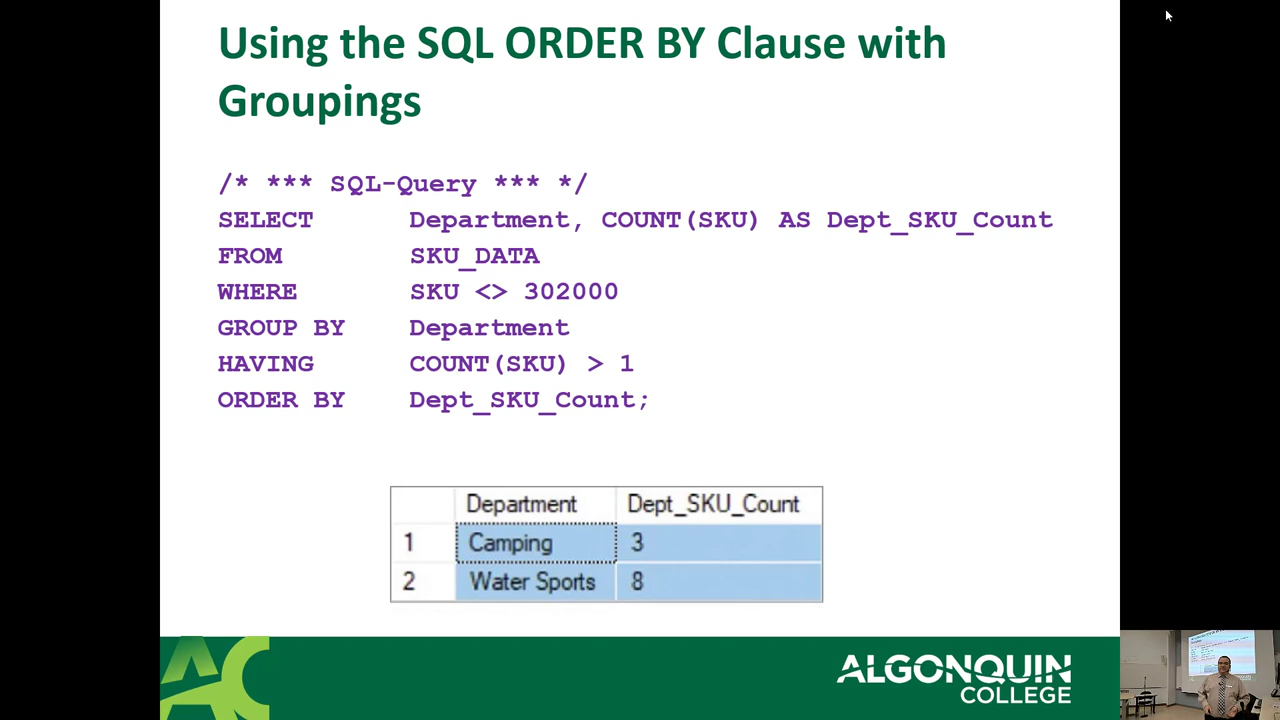 Using the SQL ORDER BY Clause with
Groupings
/* *** SQL-Query *** */
SELECT Department, COUNT(SKU) AS Dept_SKU_Count
FROM SKU_DATA
WHERE SKU <> 302000
GROUP BY Department
HAVING COUNT(SKU) > 1
ORDER BY Dept_SKU_Count;
Department Dept_SKU_Count
1 Camping 3
2 Water Sports 8
AC
ALGONQUIN
COLLEGE